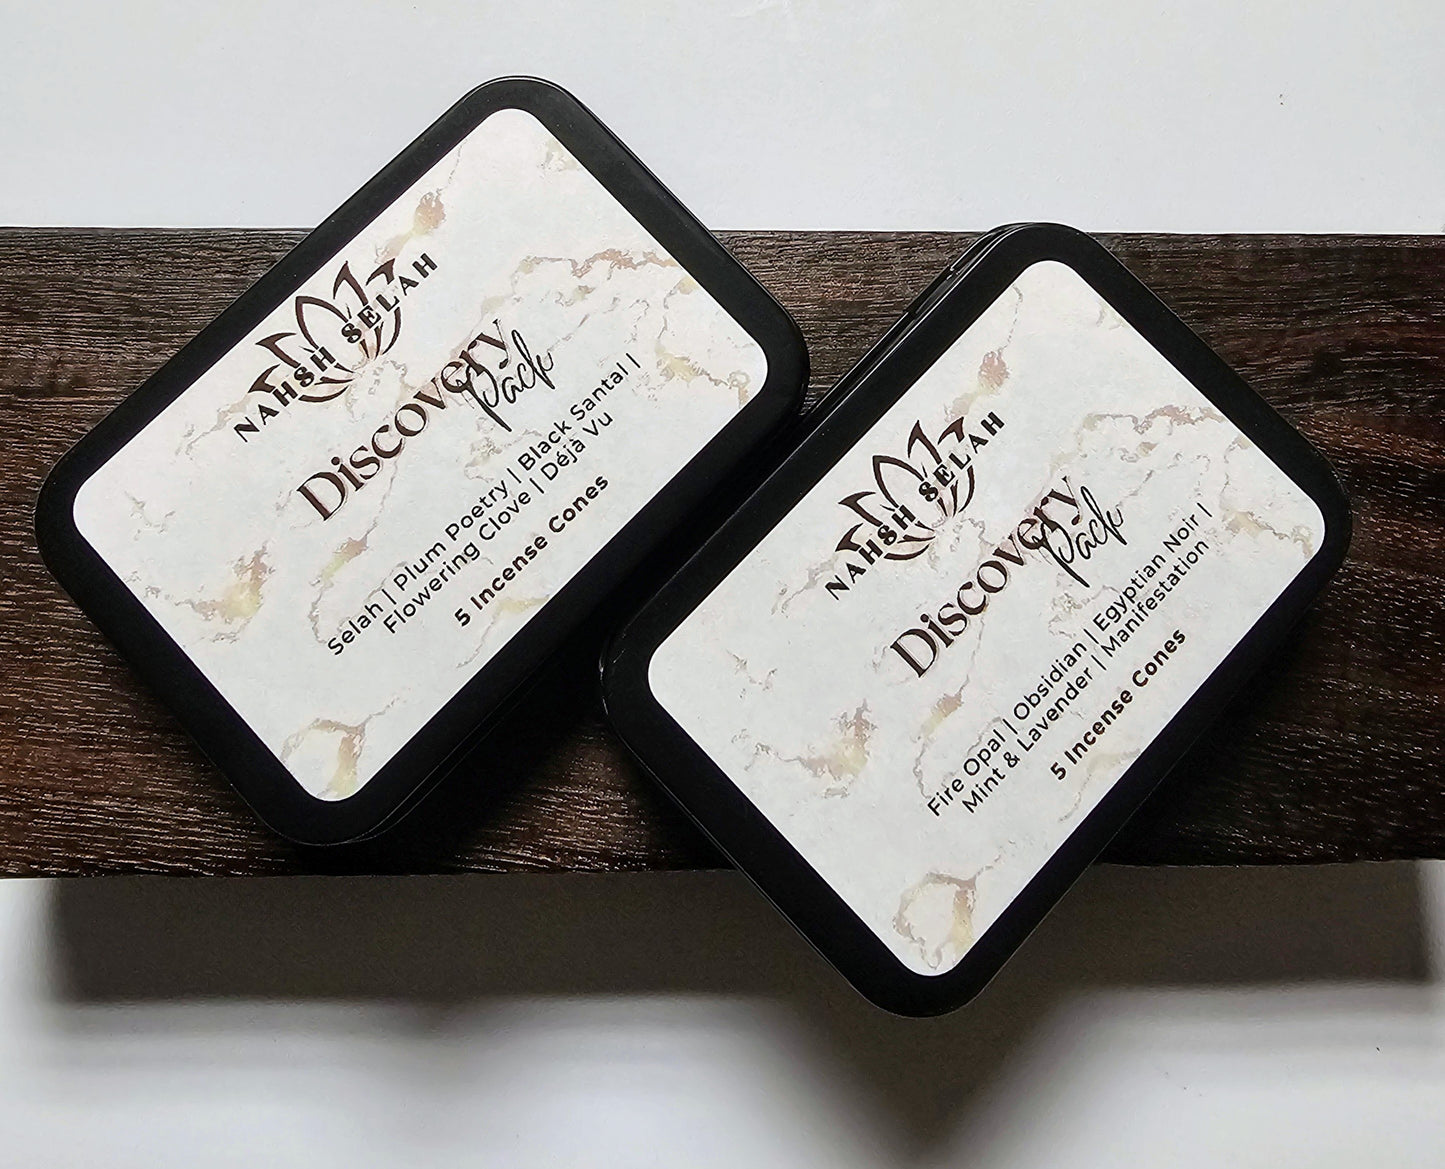 NAHSH SELAH
Discovery
Pack
Selah | Plum Poetry | Black Santal |
Flowering Clove | Déjà Vu
5 Incense Cones
NAHSH SELAH
Discovery
Pack
Fire Opal | Obsidian | Egyptian Noir |
Mint & Lavender | Manifestation
5 Incense Cones